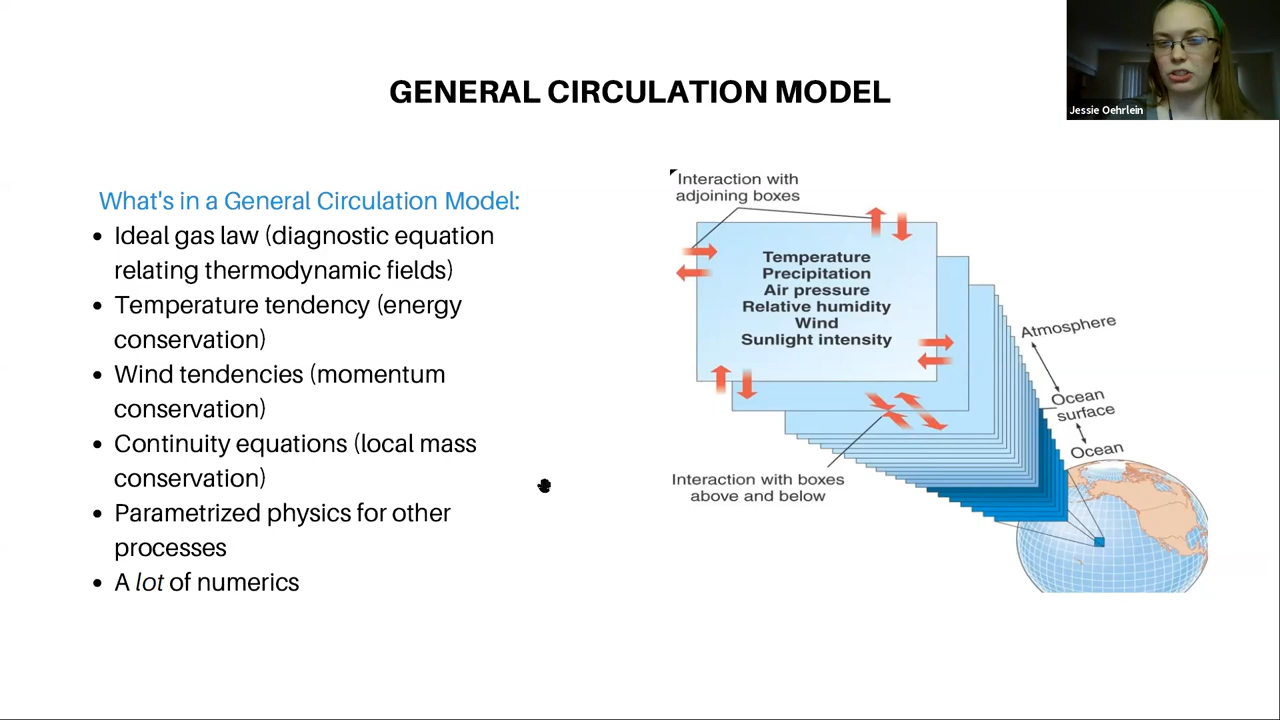 GENERAL CIRCULATION MODEL
Jessie Oehrlein
What's in a General Circulation Model:
Ideal gas law (diagnostic equation
relating thermodynamic fields)
Temperature tendency (energy
conservation)
Wind tendencies (momentum
conservation)
Continuity equations (local mass
conservation)
Parametrized physics for other
processes
A lot of numerics
Interaction with
adjoining boxes
Temperature
Precipitation
Air pressure
Relative humidity
Wind
Sunlight intensity
Atmosphere
Ocean
surface
Ocean
Interaction with boxes
above and below